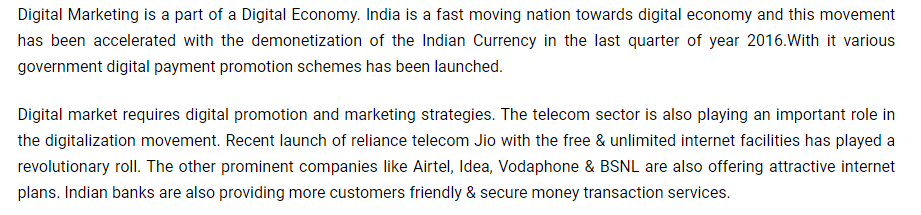 Digital Marketing is a part of a Digital Economy. India is a fast moving nation towards digital economy and this movement
has been accelerated with the demonetization of the Indian Currency in the last quarter of year 2016.With it various
government digital payment promotion schemes has been launched.
Digital market requires digital promotion and marketing strategies. The telecom sector is also playing an important role in
the digitalization movement. Recent launch of reliance telecom Jio with the free & unlimited internet facilities has played a
revolutionary roll. The other prominent companies like Airtel, Idea, Vodaphone & BSNL are also offering attractive internet
plans. Indian banks are also providing more customers friendly & secure money transaction services.